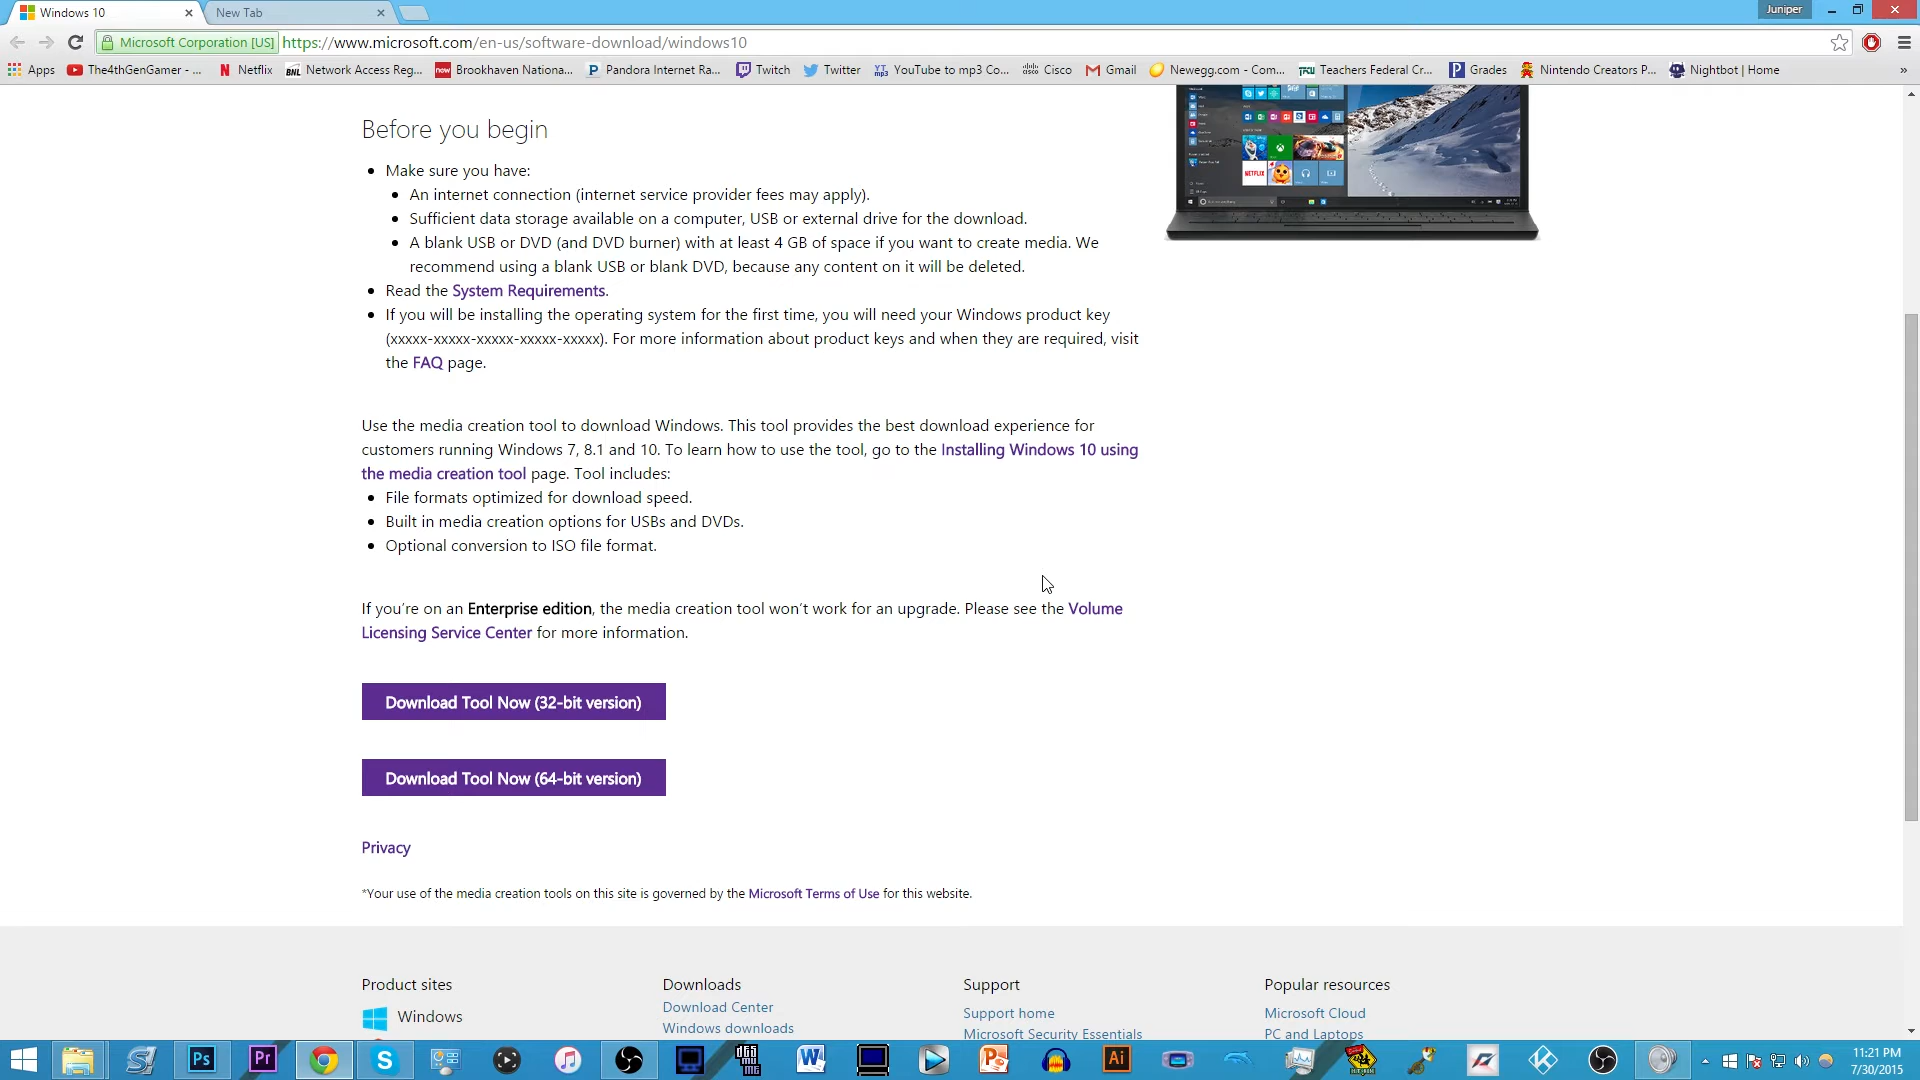 Windows 10
New Tab
Juniper
Microsoft Corporation [US]
https://www.microsoft.com/en-us/software-download/windows10
Apps
The4thGenGamer - ...
Netflix
BNL Network Access Reg...
now Brookhaven Nationa...
Pandora Internet Ra...
Twitch
Twitter
YouTube to mp3 Co...
Cisco
Gmail
Newegg.com - Com...
Teachers Federal Cr...
Grades
Nintendo Creators P...
Nightbot | Home
»
NETFLIX
Before you begin
Make sure you have:
An internet connection (internet service provider fees may apply).
Sufficient data storage available on a computer, USB or external drive for the download.
A blank USB or DVD (and DVD burner) with at least 4 GB of space if you want to create media. We
recommend using a blank USB or blank DVD, because any content on it will be deleted.
Read the System Requirements.
If you will be installing the operating system for the first time, you will need your Windows product key
(xxxxx-xxxxx-xxxxx-xxxxx-xxxxx). For more information about product keys and when they are required, visit
the FAQ page.
Use the media creation tool to download Windows. This tool provides the best download experience for
customers running Windows 7, 8.1 and 10. To learn how to use the tool, go to the Installing Windows 10 using
the media creation tool page. Tool includes:
File formats optimized for download speed.
Built in media creation options for USBs and DVDs.
Optional conversion to ISO file format.
If you're on an Enterprise edition, the media creation tool won't work for an upgrade. Please see the Volume
Licensing Service Center for more information.
Download Tool Now (32-bit version)
Download Tool Now (64-bit version)
Privacy
*Your use of the media creation tools on this site is governed by the Microsoft Terms of Use for this website.
Product sites
Windows
Downloads
Download Center
Windows downloads
Support
Support home
Microsoft Security Essentials
Popular resources
Microsoft Cloud
PC and Laptops
Ps
Pr
Ai
11:21 PM
7/30/2015